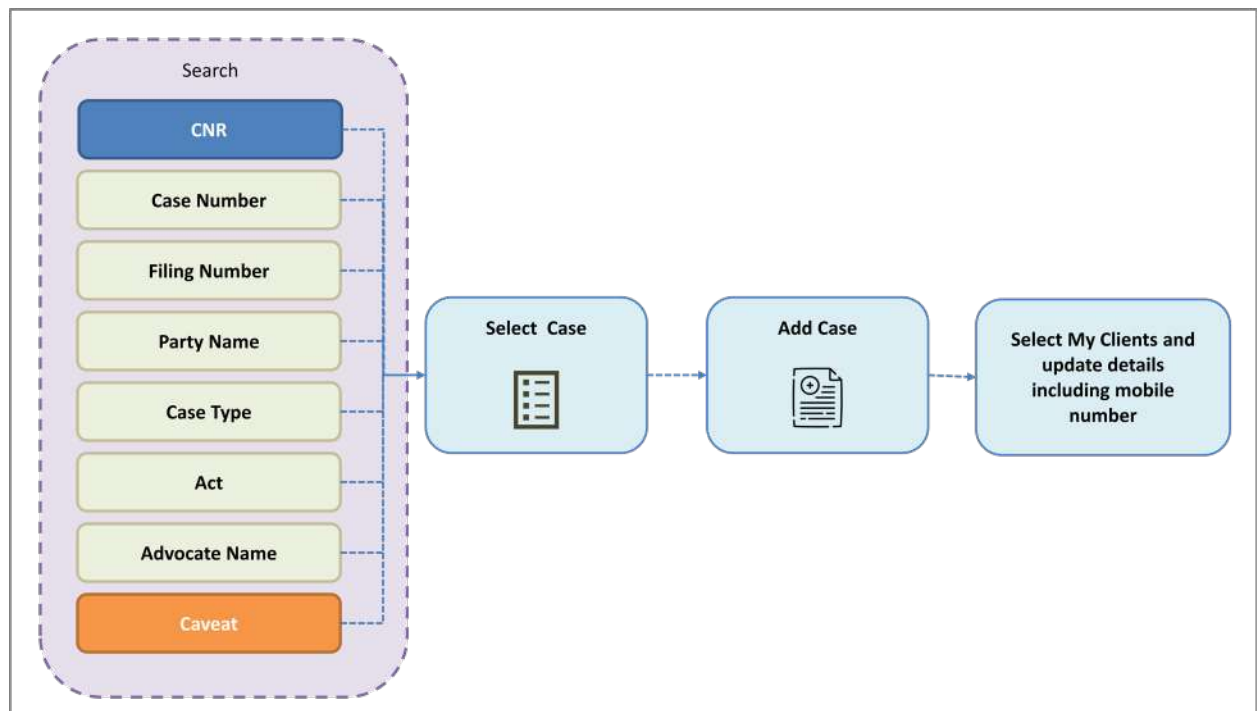 Search
CNR
Case Number
Filing Number
Party Name
Case Type
Act
Advocate Name
Caveat
Select Case
Add Case
Select My Clients and
update details
including mobile
number